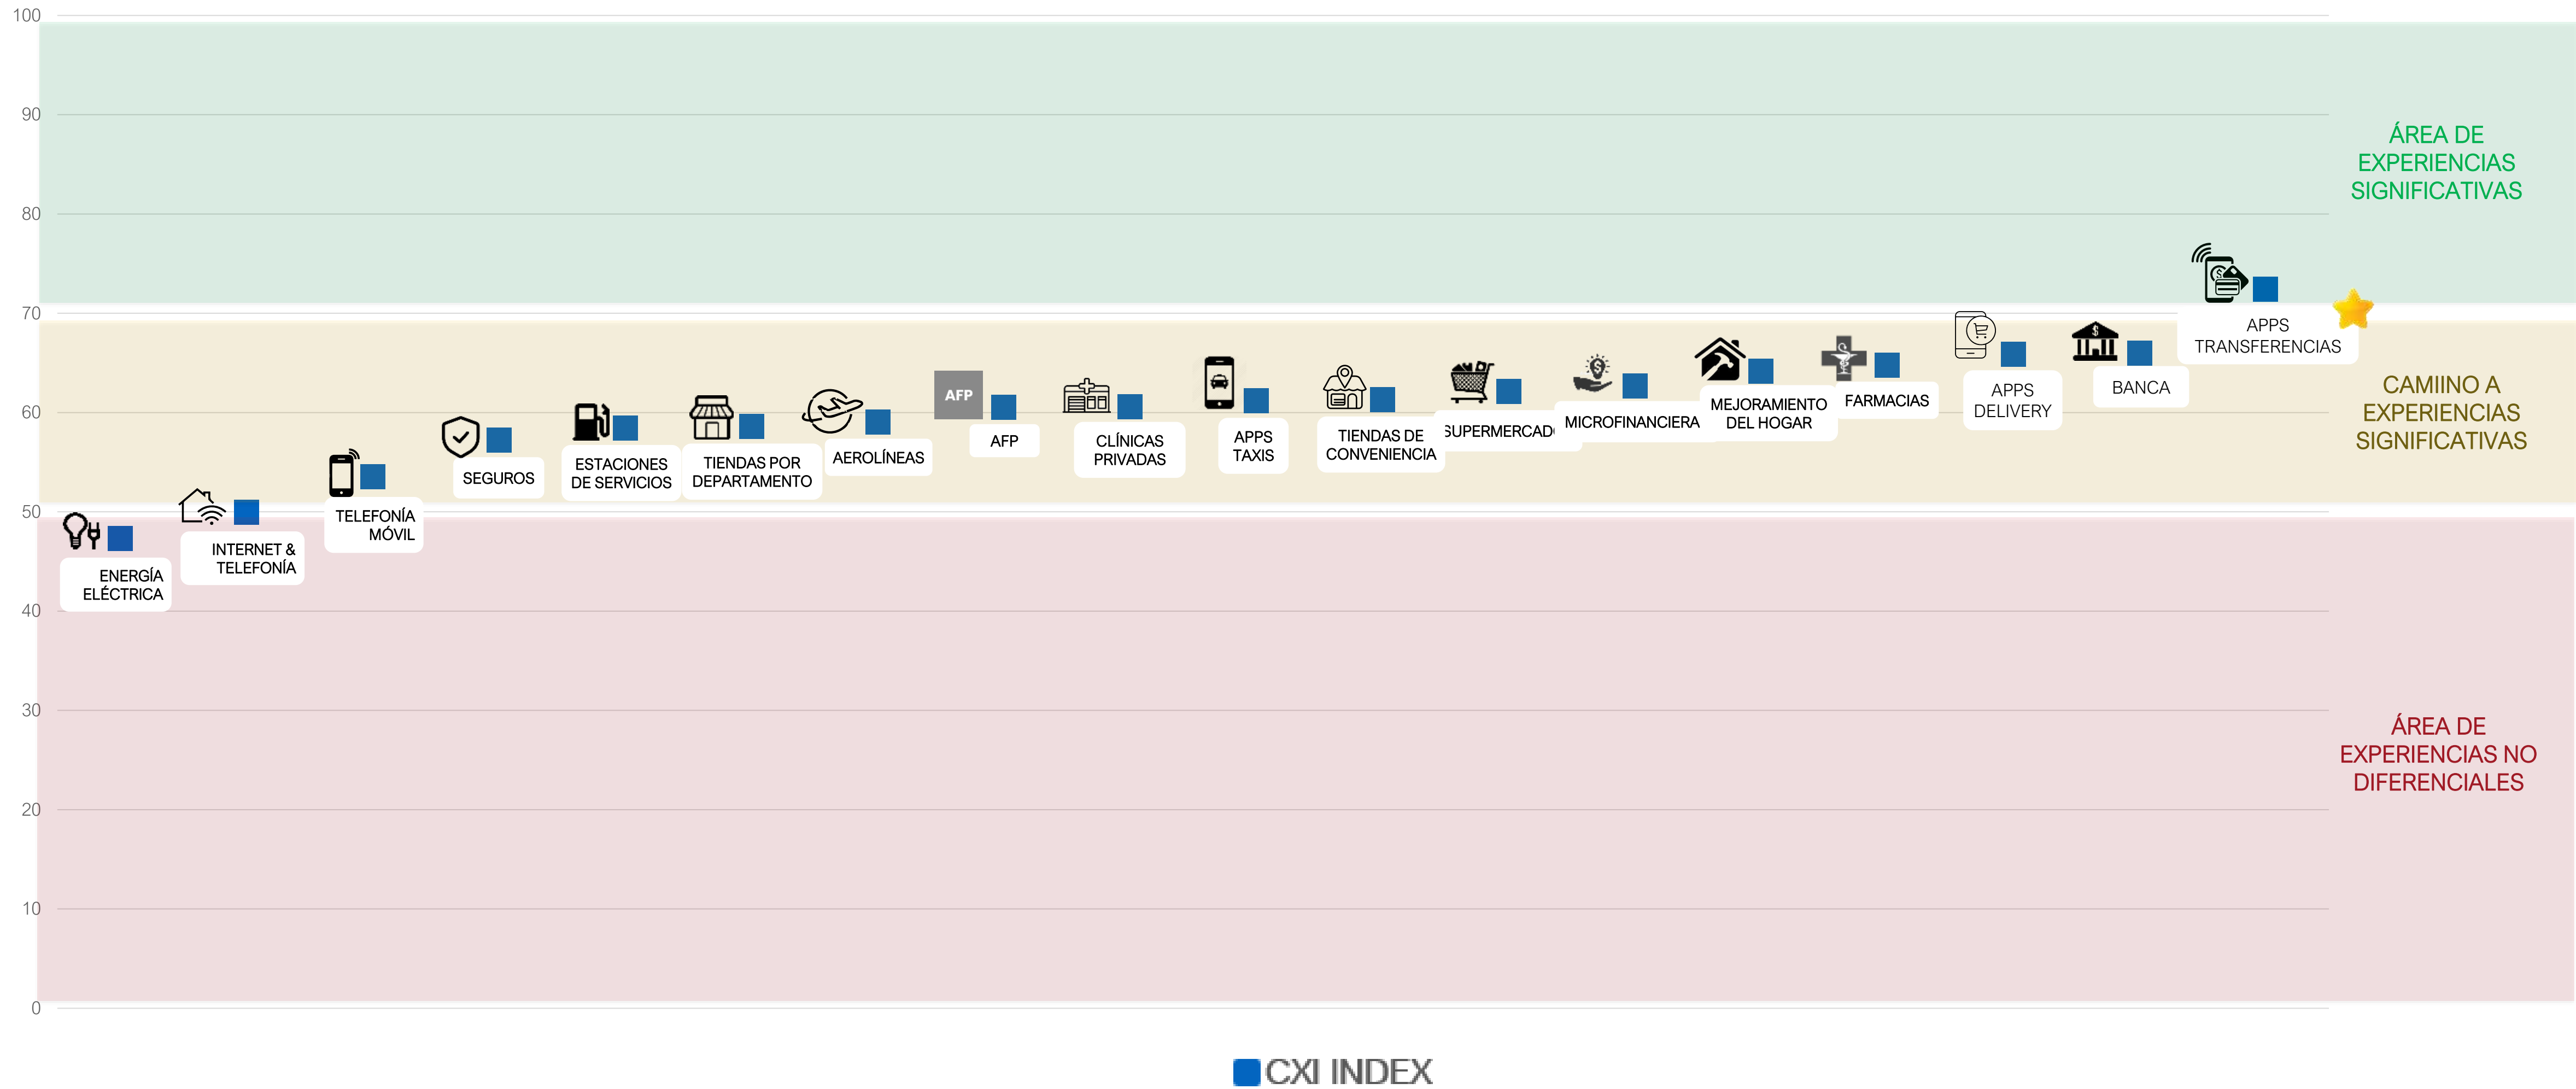 100
90
80
70
60
50
40
30
20
10
0
ÁREA DE
EXPERIENCIAS
SIGNIFICATIVAS
CAMIINO A
EXPERIENCIAS
SIGNIFICATIVAS
ÁREA DE
EXPERIENCIAS NO
DIFERENCIALES
ENERGÍA
ELÉCTRICA
INTERNET &
TELEFONÍA
TELEFONÍA
MÓVIL
SEGUROS
ESTACIONES
DE SERVICIOS
TIENDAS POR
DEPARTAMENTO
AEROLÍNEAS
AFP
AFP
CLÍNICAS
PRIVADAS
APPS
TAXIS
TIENDAS DE
CONVENIENCIA
SUPERMERCADO
MICROFINANCIERA
MEJORAMIENTO
DEL HOGAR
FARMACIAS
APPS
DELIVERY
BANCA
APPS
TRANSFERENCIAS
CXI INDEX